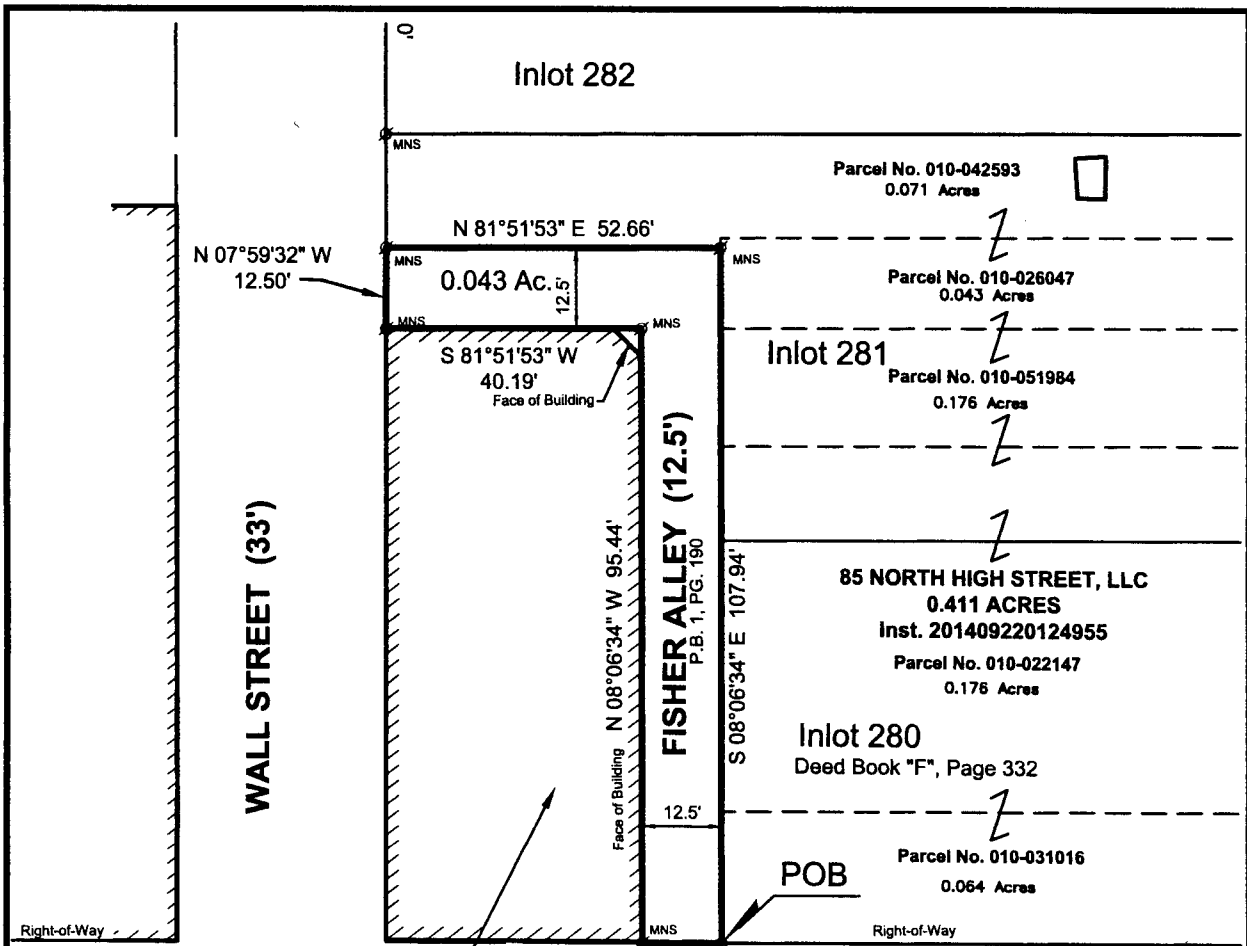 0'
Inlot 282
MNS
Parcel No. 010-042593
0.071 Acres
N 81°51'53" E 52.66'
N 07°59'32" W
12.50'
MNS
MNS
0.043 Ac.
12.5'
Parcel No. 010-026047
0.043 Acres
MNS
MNS
S 81°51'53" W
40.19'
Face of Building
Inlot 281
Parcel No. 010-051984
0.176 Acres
WALL STREET (33')
Face of Building
N 08°06'34" W 95.44'
FISHER ALLEY (12.5')
P.B. 1, PG. 190
S 08°06'34" E 107.94'
85 NORTH HIGH STREET, LLC
0.411 ACRES
Inst. 201409220124955
Parcel No. 010-022147
0.176 Acres
Inlot 280
Deed Book "F", Page 332
12.5'
Parcel No. 010-031016
0.064 Acres
POB
Right-of-Way
MNS
Right-of-Way